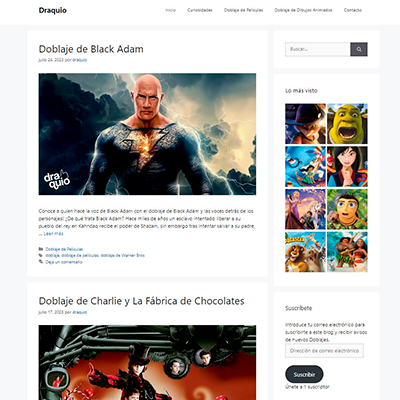 Draquio
Inicio Curiosidades Doblaje de Películas Doblaje de Dibujos Animados Contacto
Doblaje de Black Adam
julio 24, 2023 por draquio
draquio
Conoce a quien hace la voz de Black Adam con el doblaje de Black Adam y las voces detrás de los
personajes! ¿De qué trata Black Adam? Hace miles de años un esclavo intentado liberar a su
pueblo del rey en Kahndaq recibe el poder de Shazam, sin embargo tras intentar salvar a su padre,
... Leer más
Doblaje de Películas
doblaje, doblaje de películas, doblaje de Warner Bros
Deja un comentario
Doblaje de Charlie y La Fábrica de Chocolates
julio 17, 2023 por draquio
Buscar...
Lo más visto
Suscríbete
Introduce tu correo electrónico para
suscribirte a este blog y recibir avisos
de nuevos Doblajes.
Dirección de correo electrónico
Suscribir
Únete a 1 suscriptor